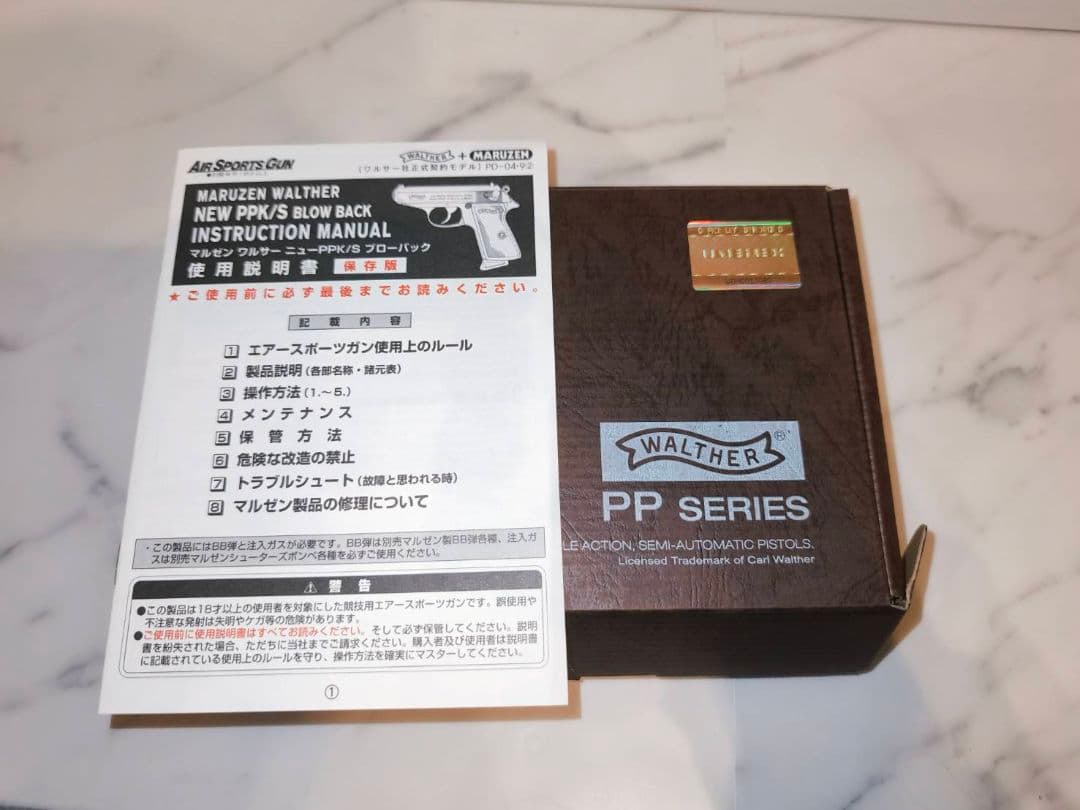 AIR SPORTS GUN
WALTHER + MARUZEN
●対象年令18才以上
(ワルサー社正式契約モデル) PD-04・92
MARUZEN WALTHER
NEW PPK/S BLOW BACK
INSTRUCTION MANUAL
マルゼン ワルサー ニューPPK/S ブローバック
使用説明書 保存版
★ご使用前に必ず最後までお読みください。
記載内容
1 エアースポーツガン使用上のルール
2 製品説明(各部名称・諸元表)
3 操作方法(1.～5.)
4 メンテナンス
5 保管方法
6 危険な改造の禁止
7 トラブルシュート(故障と思われる時)
8 マルゼン製品の修理について
・この製品にはBB弾と注入ガスが必要です。BB弾は別売マルゼン製BB弾各種、注入ガ
スは別売マルゼンシューターズボンベ各種を必ずご使用ください。
⚠ 警告
●この製品は18才以上の使用者を対象にした競技用エアースポーツガンです。誤使用や
不注意な発射は失明やケガ等の危険があります。
●ご使用前に使用説明書はすべてお読みください。そして必ず保管してください。説明
書を紛失された場合、ただちに当社までご請求ください。購入者及び使用者は説明書
に記載されている使用上のルールを守り、操作方法を確実にマスターしてください。
①
UMAREX
WALTHER®
PP SERIES
LE ACTION, SEMI-AUTOMATIC PISTOLS.
Licensed Trademark of Carl Walther